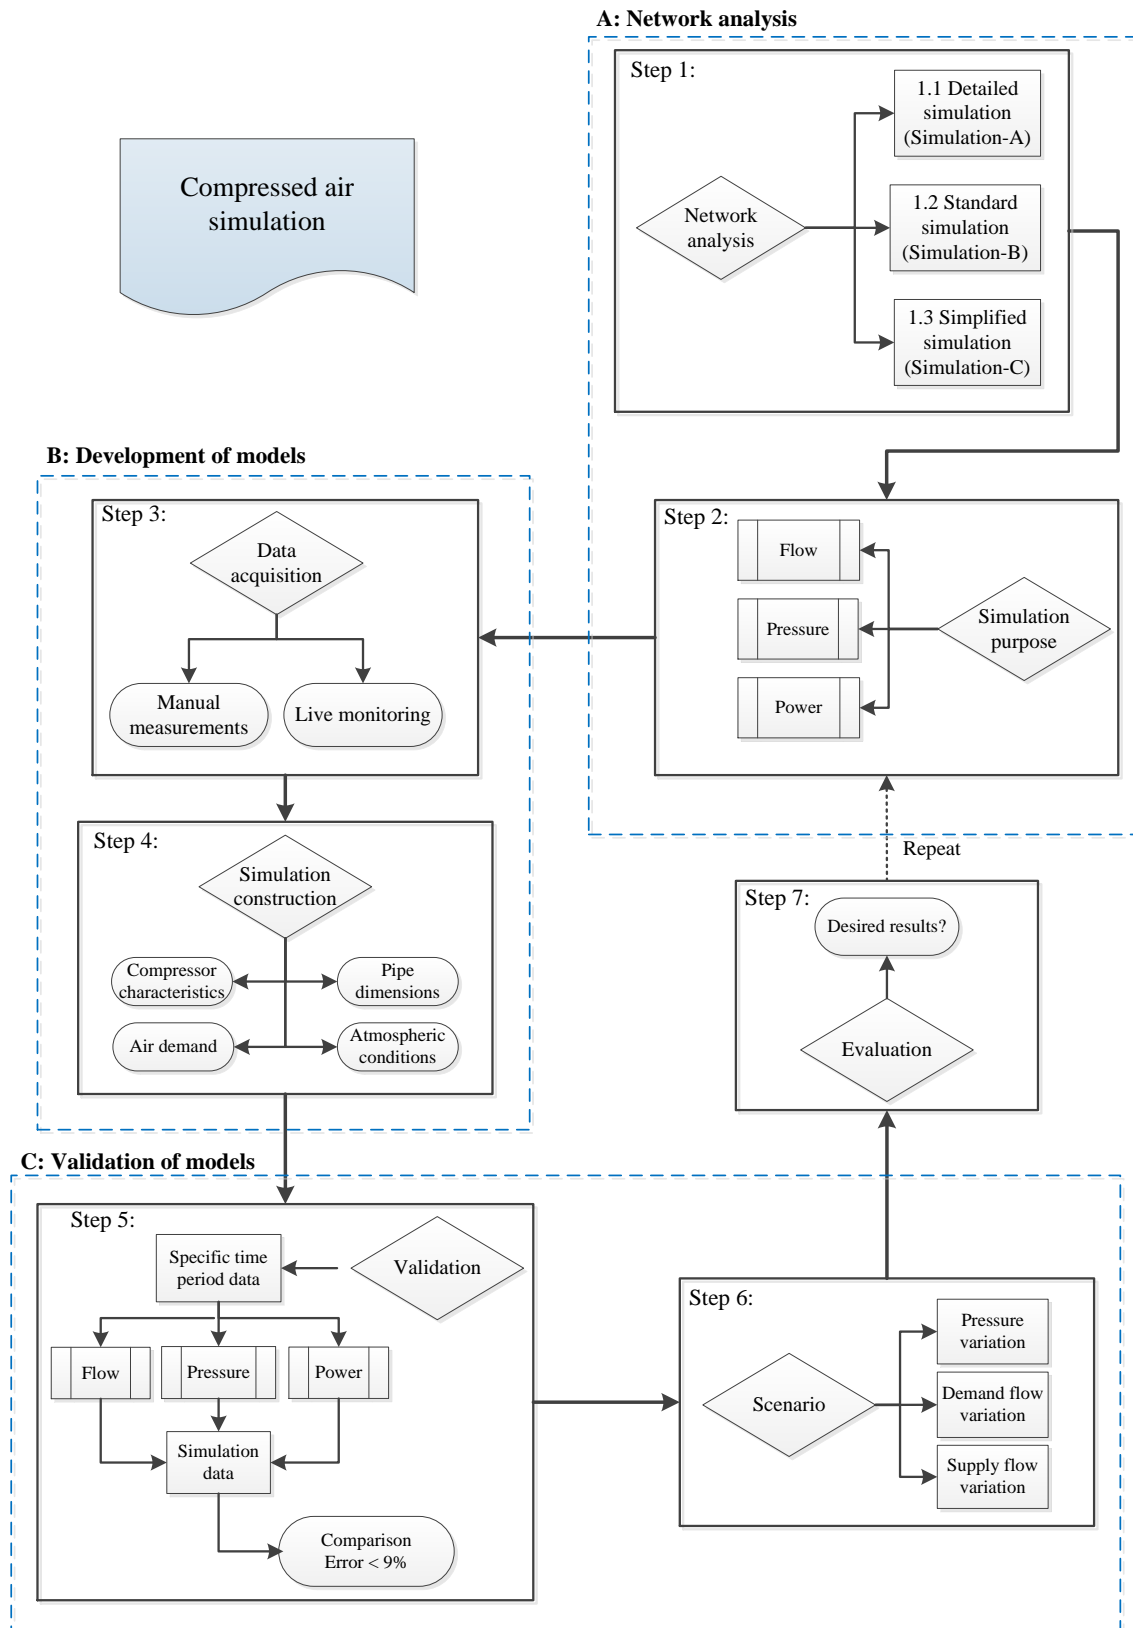 A: Network analysis
Step 1:
1.1 Detailed
simulation
(Simulation-A)
Network
analysis
1.2 Standard
simulation
(Simulation-B)
1.3 Simplified
simulation
(Simulation-C)
Compressed air
simulation
B: Development of models
Step 2:
Flow
Pressure
Power
Simulation
purpose
Step 3:
Data
acquisition
Manual
measurements
Live monitoring
Step 4:
Simulation
construction
Compressor
characteristics
Pipe
dimensions
Air demand
Atmospheric
conditions
Repeat
Step 7:
Desired results?
Evaluation
C: Validation of models
Step 5:
Specific time
period data
Validation
Flow
Pressure
Power
Simulation
data
Comparison
Error < 9%
Step 6:
Scenario
Pressure
variation
Demand flow
variation
Supply flow
variation